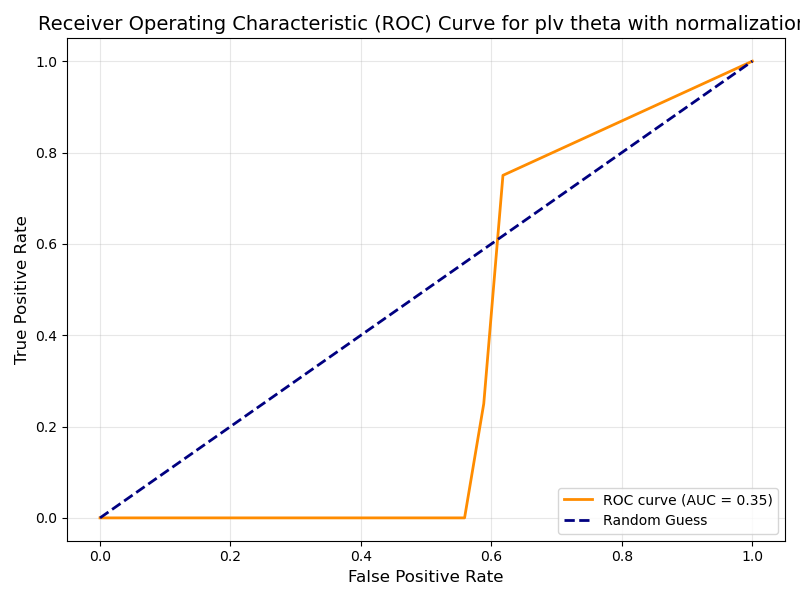 Receiver Operating Characteristic (ROC) Curve for plv theta with normalization
1.0
0.8
0.6
0.4
0.2
0.0
True Positive Rate
0.0 0.2 0.4 0.6 0.8 1.0
False Positive Rate
ROC curve (AUC = 0.35)
Random Guess